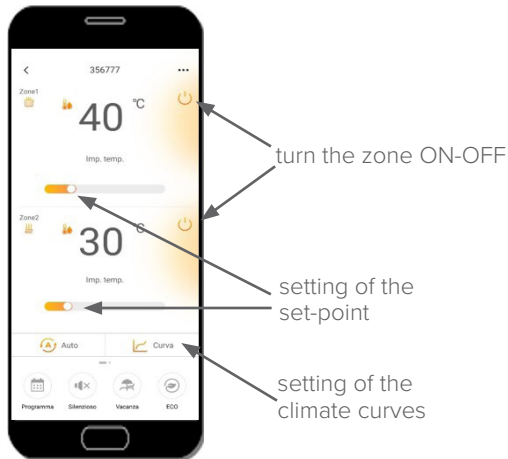 356777
Zone1
40 °C
Imp. temp.
turn the zone ON-OFF
Zone2
30 °C
Imp. temp.
setting of the
set-point
A Auto
Curva
setting of the
climate curves
Programma
Silenzioso
Vacanza
ECO